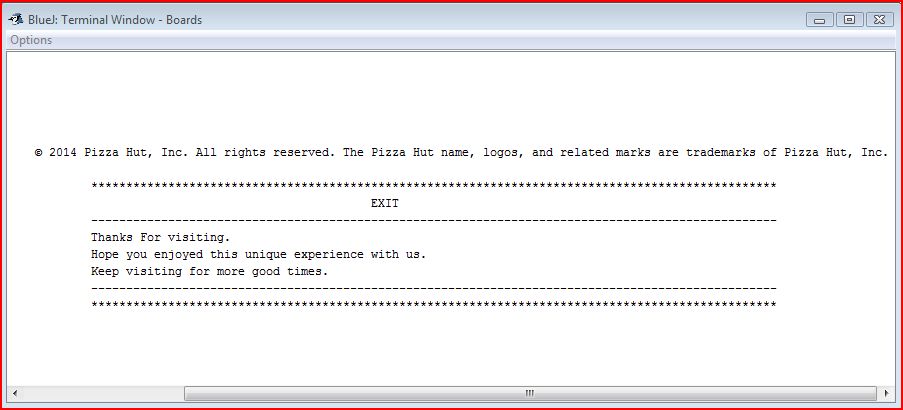 BlueJ: Terminal Window - Boards
Options
© 2014 Pizza Hut, Inc. All rights reserved. The Pizza Hut name, logos, and related marks are trademarks of Pizza Hut, Inc.
**************************************************************************************************
EXIT
--------------------------------------------------------------------------------------------------
Thanks For visiting.
Hope you enjoyed this unique experience with us.
Keep visiting for more good times.
--------------------------------------------------------------------------------------------------
**************************************************************************************************